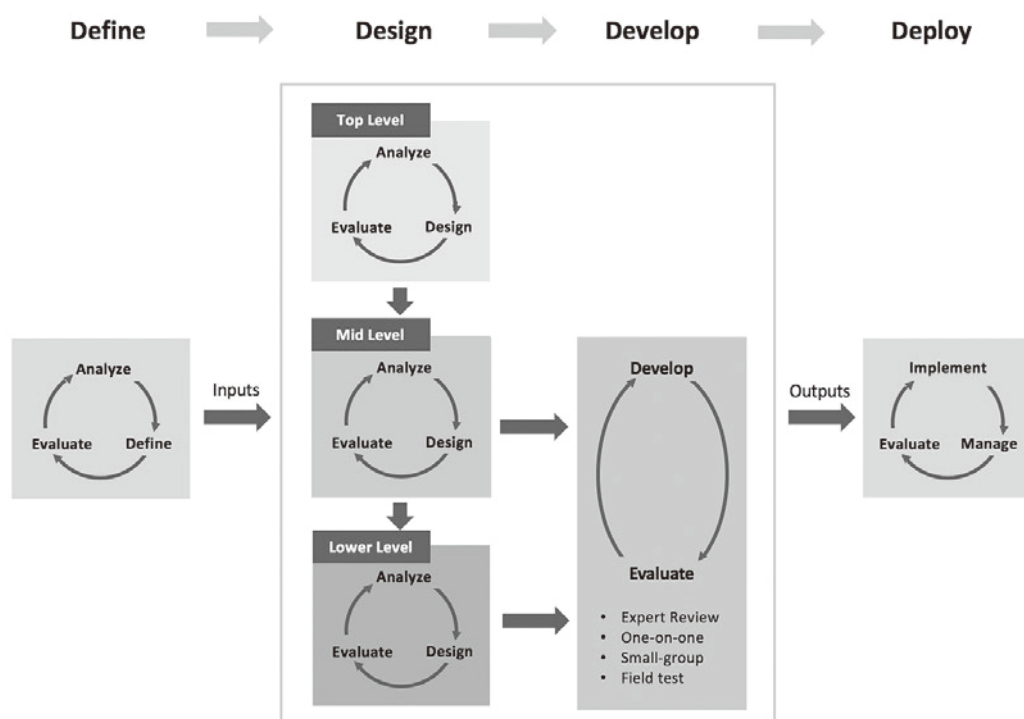 Define
Design
Develop
Deploy
Top Level
Analyze
Evaluate
Design
Mid Level
Analyze
Evaluate
Design
Lower Level
Analyze
Evaluate
Design
Analyze
Evaluate
Define
Inputs
Develop
Evaluate
• Expert Review
• One-on-one
• Small-group
• Field test
Outputs
Implement
Evaluate
Manage